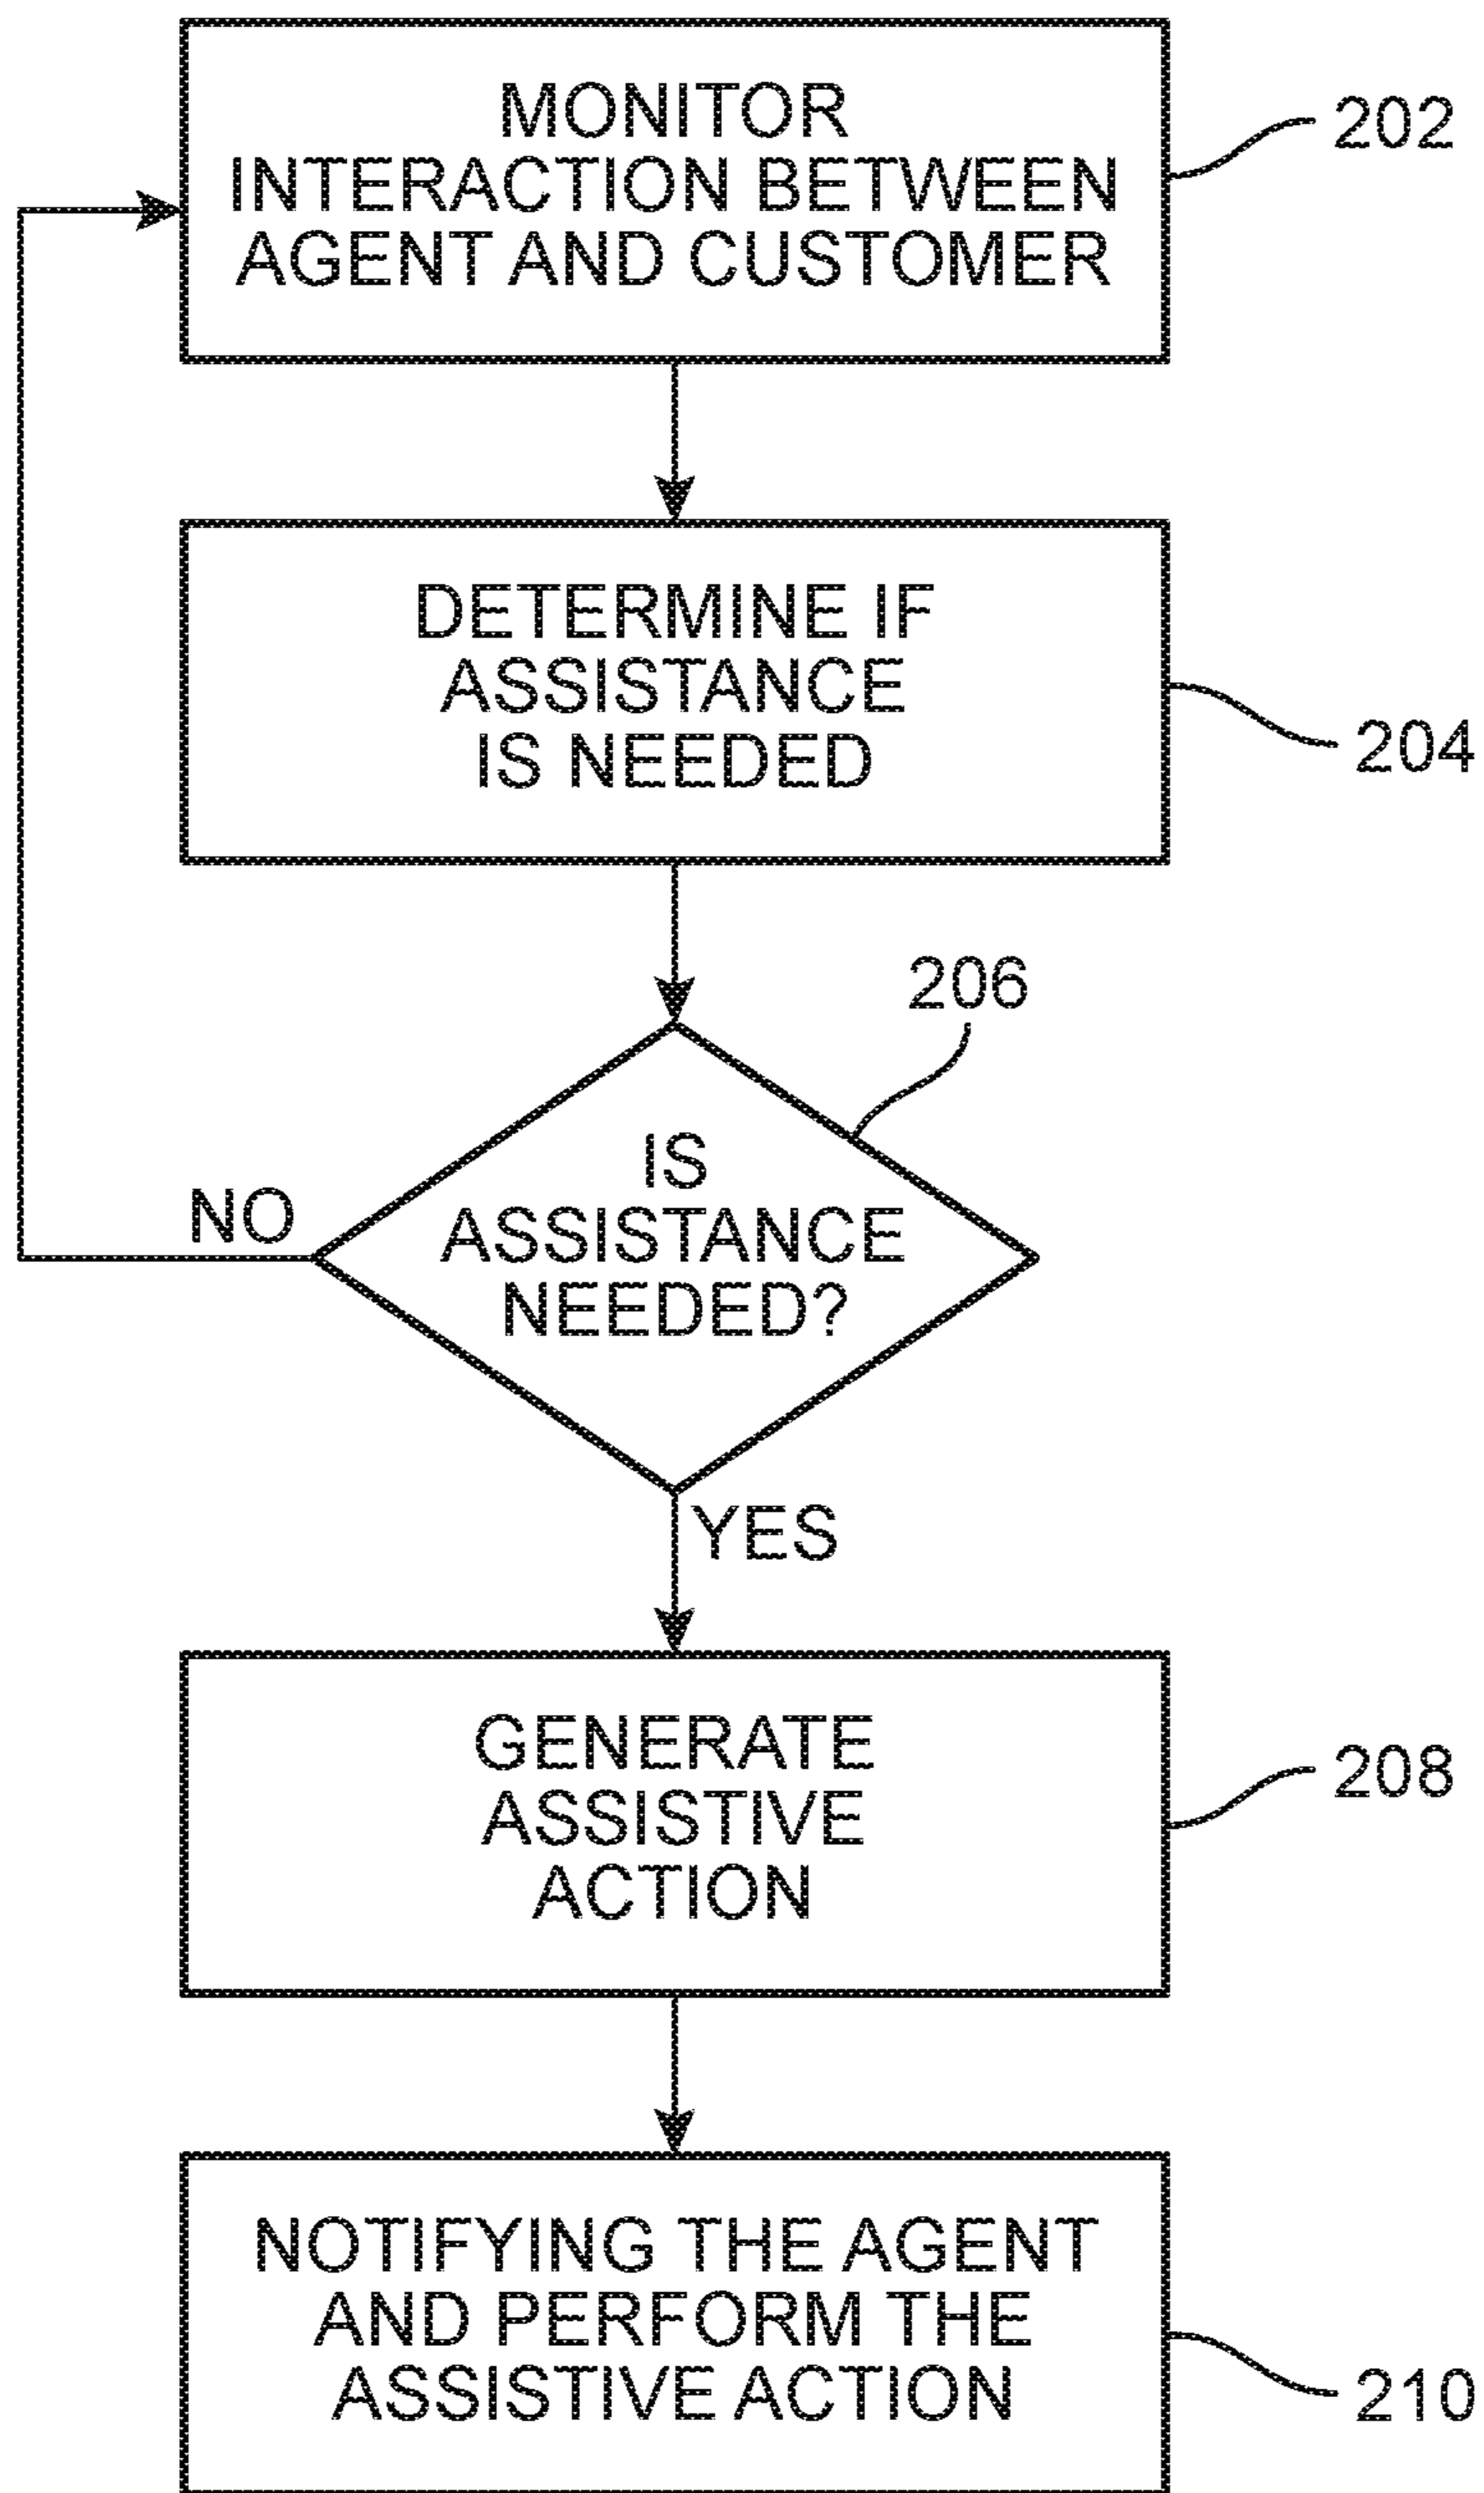 MONITOR
INTERACTION BETWEEN
AGENT AND CUSTOMER
202
DETERMINE IF
ASSISTANCE
IS NEEDED
204
206
IS
ASSISTANCE
NEEDED?
NO
YES
GENERATE
ASSISTIVE
ACTION
208
NOTIFYING THE AGENT
AND PERFORM THE
ASSISTIVE ACTION
210